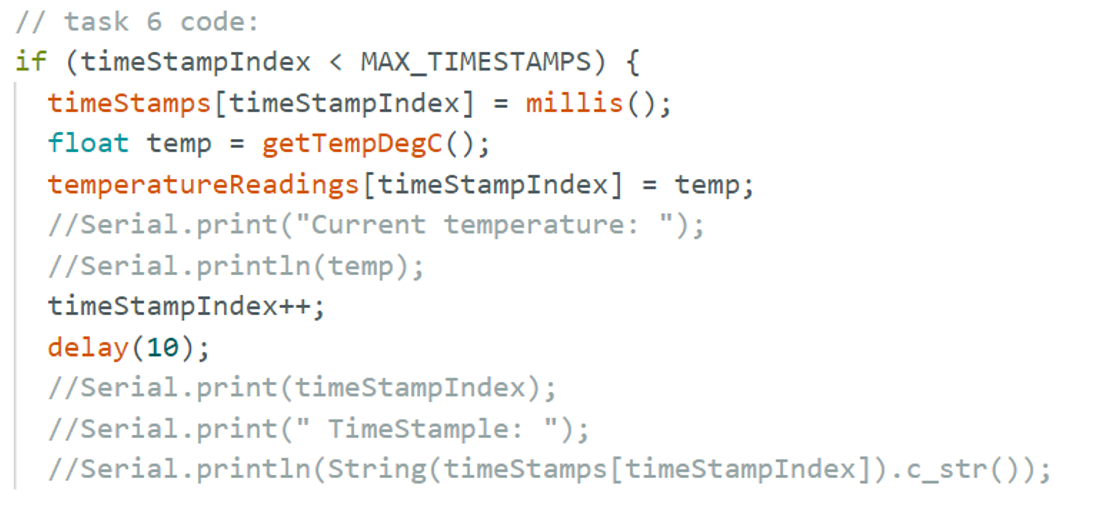 // task 6 code:
if (timeStampIndex < MAX_TIMESTAMPS) {
timeStamps[timeStampIndex] = millis();
float temp = getTempDegC();
temperatureReadings[timeStampIndex] = temp;
//Serial.print("Current temperature: ");
//Serial.println(temp);
timeStampIndex++;
delay(10);
//Serial.print(timeStampIndex);
//Serial.print(" TimeStample: ");
//Serial.println(String(timeStamps[timeStampIndex]).c_str());